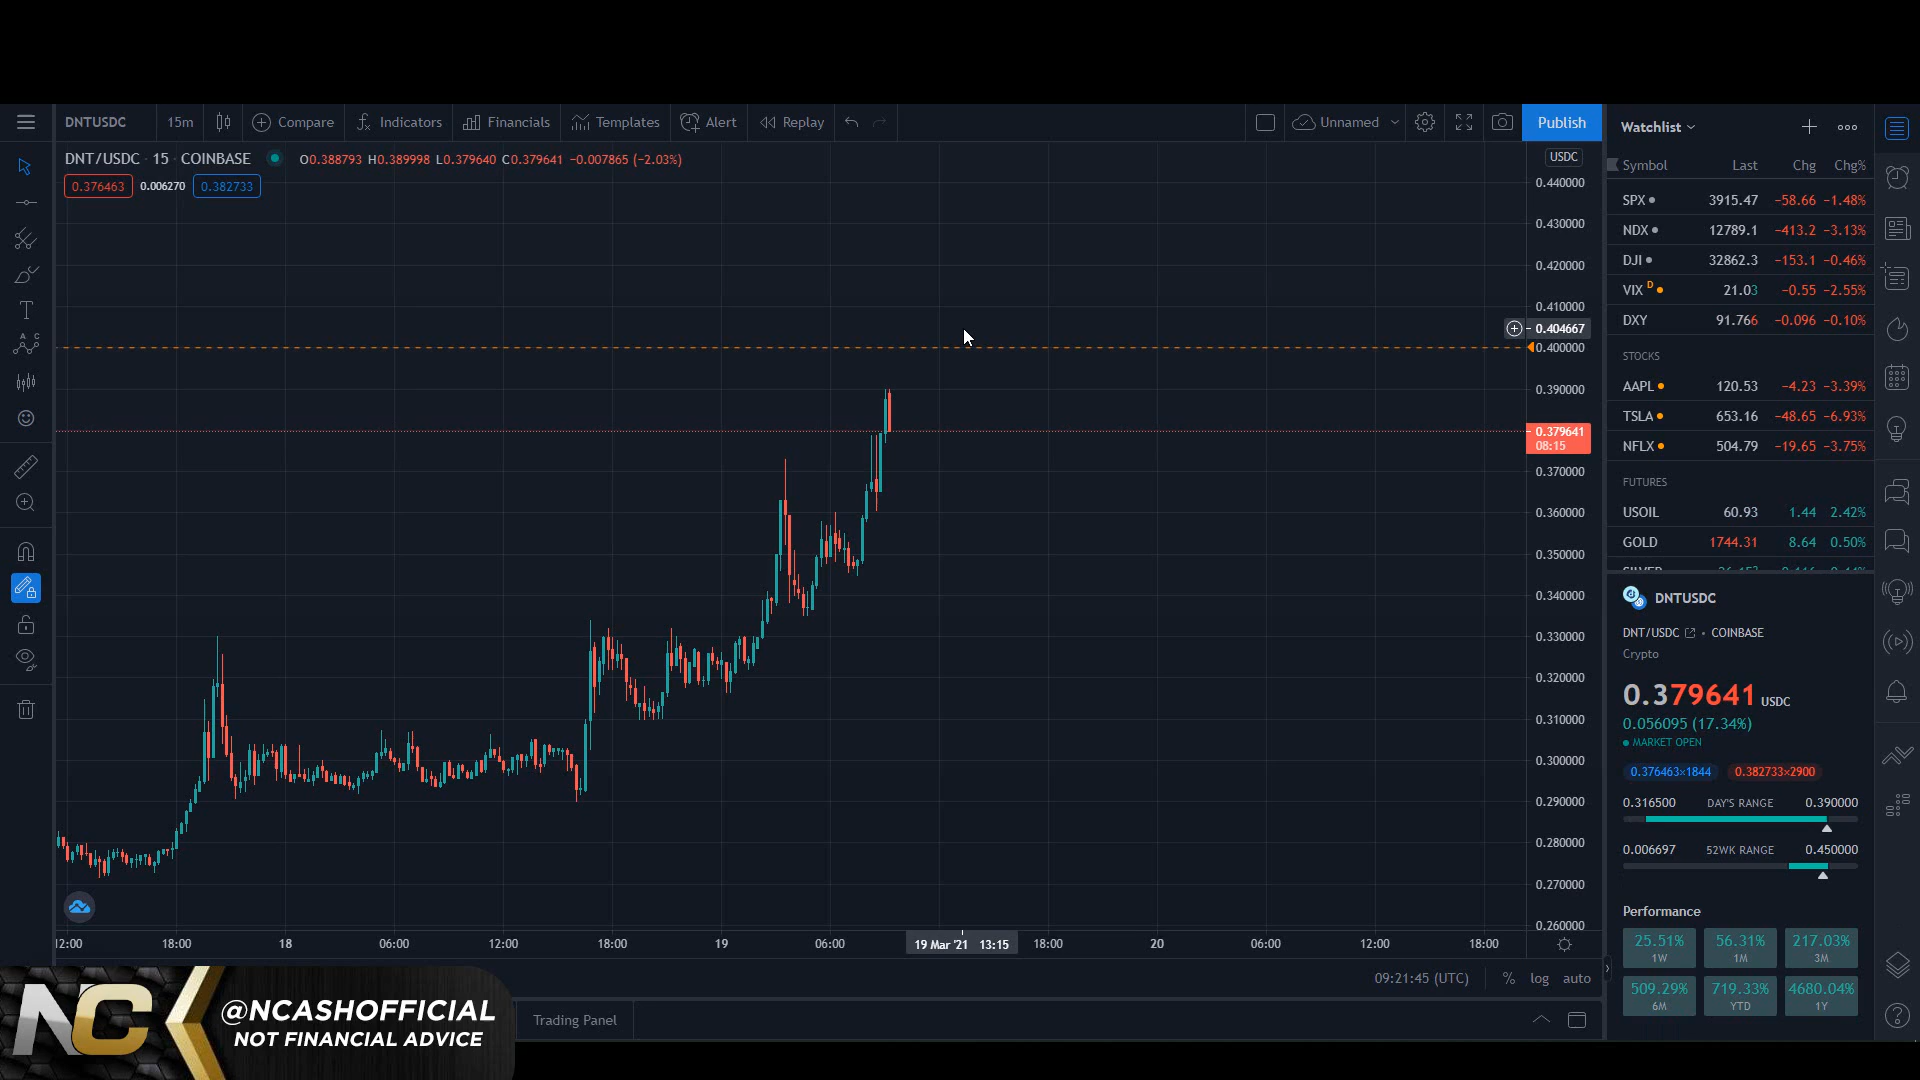 DNTUSDC 15m Compare Indicators Financials Templates Alert Replay Unnamed Publish
DNT/USDC · 15 · COINBASE O0.388793 H0.389998 L0.379640 C0.379641 −0.007865 (−2.03%)
0.376463 0.006270 0.382733
USDC
0.440000
0.430000
0.420000
0.410000
0.404667
0.400000
0.390000
0.379641
08:15
0.370000
0.360000
0.350000
0.340000
0.330000
0.320000
0.310000
0.300000
0.290000
0.280000
0.270000
0.260000
12:00 18:00 18 06:00 12:00 18:00 19 06:00 19 Mar '21 13:15 18:00 20 06:00 12:00 18:00
09:21:45 (UTC) % log auto
Trading Panel
NC
@NCASHOFFICIAL
NOT FINANCIAL ADVICE
Watchlist
Symbol Last Chg Chg%
SPX 3915.47 −58.66 −1.48%
NDX 12789.1 −413.2 −3.13%
DJI 32862.3 −153.1 −0.46%
VIX D 21.03 −0.55 −2.55%
DXY 91.766 −0.096 −0.10%
STOCKS
AAPL 120.53 −4.23 −3.39%
TSLA 653.16 −48.65 −6.93%
NFLX 504.79 −19.65 −3.75%
FUTURES
USOIL 60.93 1.44 2.42%
GOLD 1744.31 8.64 0.50%
DNTUSDC
DNT/USDC • COINBASE
Crypto
0.379641 USDC
0.056095 (17.34%)
MARKET OPEN
0.376463×1844 0.382733×2900
0.316500 DAY'S RANGE 0.390000
0.006697 52WK RANGE 0.450000
Performance
25.51% 56.31% 217.03%
1W 1M 3M
509.29% 719.33% 4680.04%
6M YTD 1Y